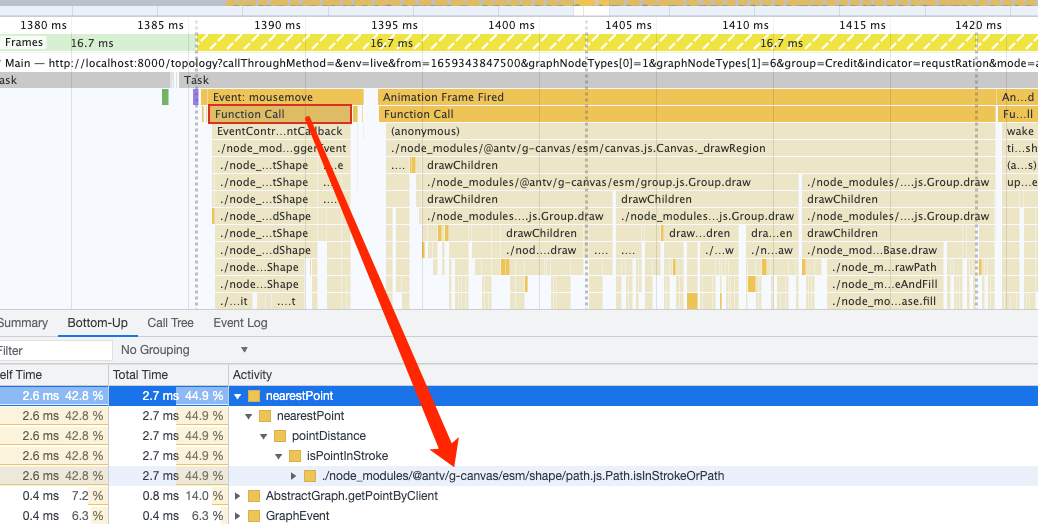 1380 ms 1385 ms 1390 ms 1395 ms 1400 ms 1405 ms 1410 ms 1415 ms 1420 ms
Frames 16.7 ms 16.7 ms 16.7 ms
Main — http://localhost:8000/topology?callThroughMethod=&env=live&from=1659343847500&graphNodeTypes[0]=1&graphNodeTypes[1]=6&group=Credit&indicator=requstRation&mode=a
ask Task
Event: mousemove Animation Frame Fired An…d
Function Call Function Call Fu…ll
EventContr…ntCallback (anonymous) wake
./node_mod…ggerEvent ./node_modules/@antv/g-canvas/esm/canvas.js.Canvas._drawRegion ti…sh
./node_…tShape …e …. drawChildren (a…s)
./node_…tShape …. ./node_modules/@antv/g-canvas/esm/group.js.Group.draw ./node_modules/….js.Group.draw up…e
./node_…tShape …. drawChildren drawChildren drawChildren
./node_…dShape ./node_modules….js.Group.draw ./node_modules….js.Group.draw ./node_modules….js.Group.draw
./node_…tShape drawChildren draw…dren dra…en drawChildren
./node_…dShape ./nod….draw …. …. ./…w ./n…aw ./node_mod…Base.draw
./node…Shape ./node_m…rawPath
./node…Shape ./node_m…eAndFill
./…it ….t ./node_mo…ase.fill
Summary Bottom-Up Call Tree Event Log
Filter No Grouping ▼
elf Time Total Time Activity
2.6 ms 42.8 % 2.7 ms 44.9 % nearestPoint
2.6 ms 42.8 % 2.7 ms 44.9 % nearestPoint
2.6 ms 42.8 % 2.7 ms 44.9 % pointDistance
2.6 ms 42.8 % 2.7 ms 44.9 % isPointInStroke
2.6 ms 42.8 % 2.7 ms 44.9 % ./node_modules/@antv/g-canvas/esm/shape/path.js.Path.isInStrokeOrPath
0.4 ms 7.2 % 0.8 ms 14.0 % AbstractGraph.getPointByClient
0.4 ms 6.3 % 0.4 ms 6.3 % GraphEvent